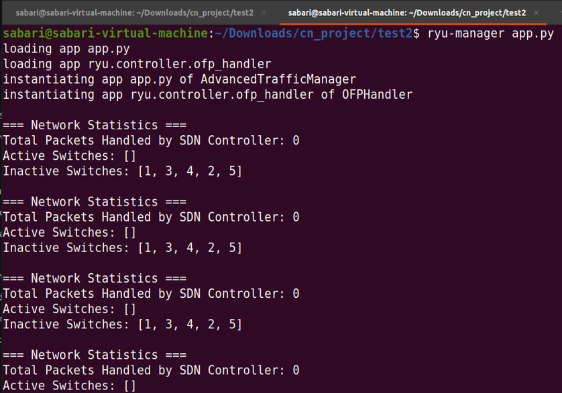 sabari@sabari-virtual-machine: ~/Downloads/cn_project/test2 × sabari@sabari-virtual-machine: ~/Downloads/cn_project/test2 ×
sabari@sabari-virtual-machine:~/Downloads/cn_project/test2$ ryu-manager app.py
loading app app.py
loading app ryu.controller.ofp_handler
instantiating app app.py of AdvancedTrafficManager
instantiating app ryu.controller.ofp_handler of OFPHandler
=== Network Statistics ===
Total Packets Handled by SDN Controller: 0
Active Switches: []
Inactive Switches: [1, 3, 4, 2, 5]
=== Network Statistics ===
Total Packets Handled by SDN Controller: 0
Active Switches: []
Inactive Switches: [1, 3, 4, 2, 5]
=== Network Statistics ===
Total Packets Handled by SDN Controller: 0
Active Switches: []
Inactive Switches: [1, 3, 4, 2, 5]
=== Network Statistics ===
Total Packets Handled by SDN Controller: 0
Active Switches: []